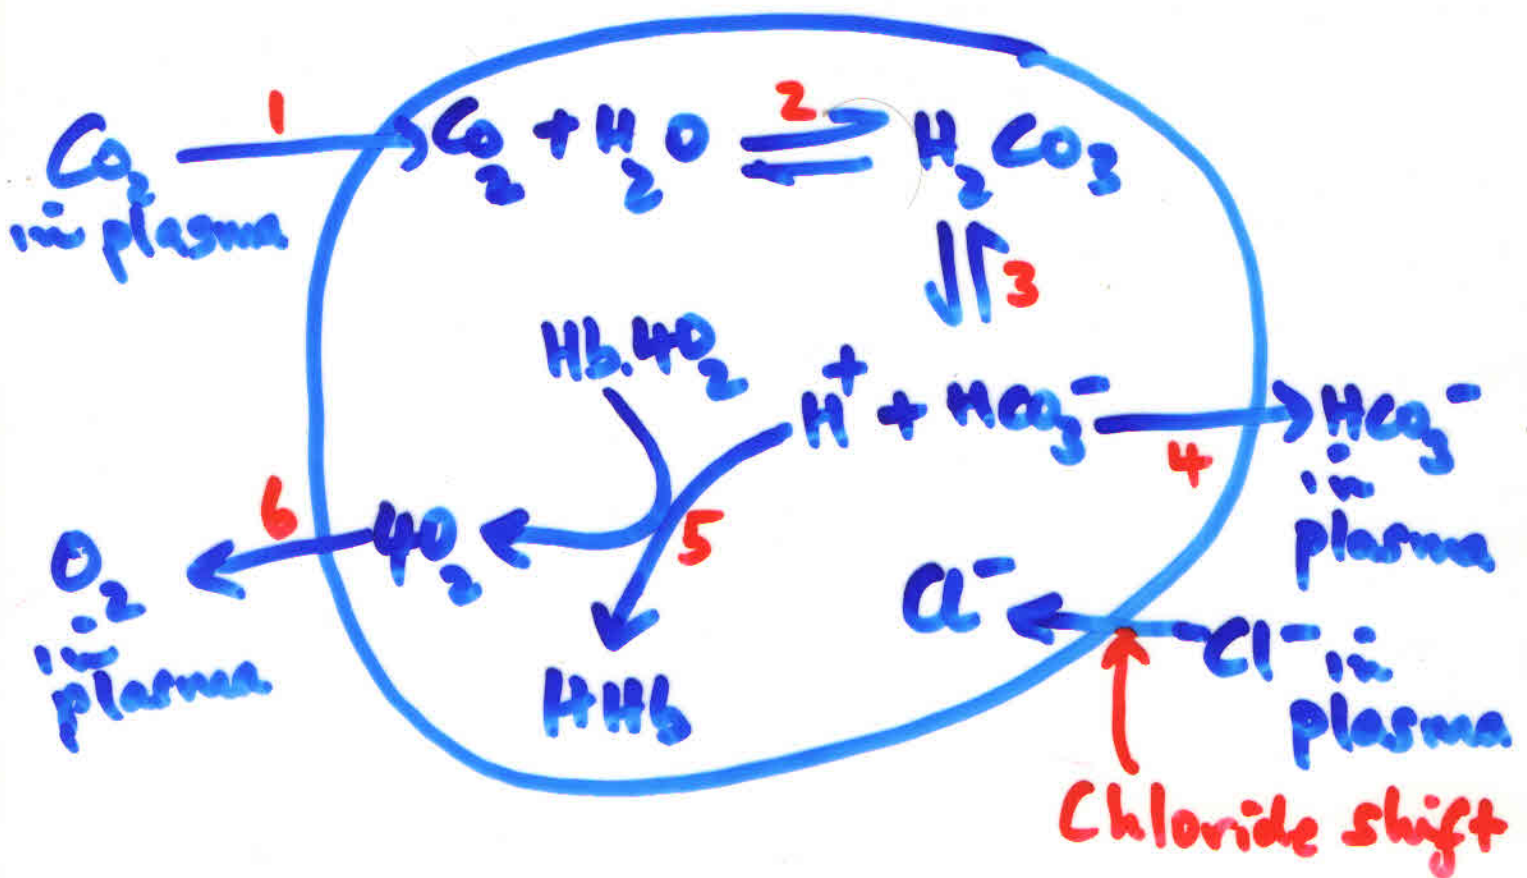 1
CO₂ in plasma
CO₂ + H₂O ⇌ H₂CO₃
2
3
Hb.4O₂
H⁺ + HCO₃⁻
4
HCO₃⁻ in plasma
5
4O₂
6
O₂ in plasma
HHb
Cl⁻
Cl⁻ in plasma
Chloride shift